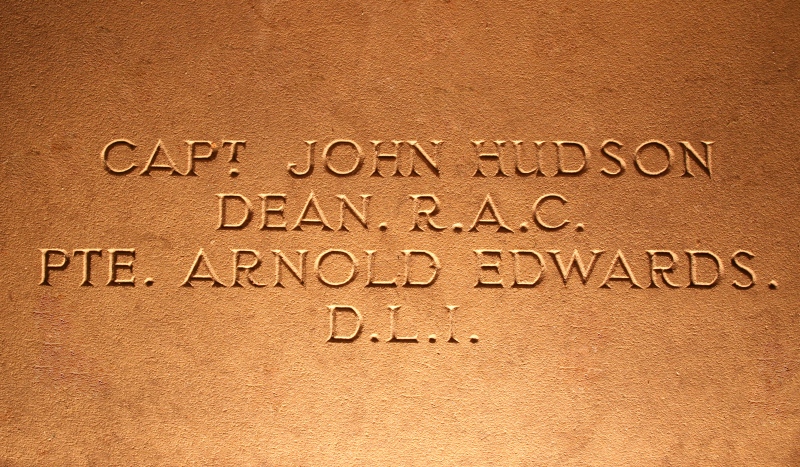 CAPT. JOHN HUDSON
DEAN. R.A.C.
PTE. ARNOLD EDWARDS.
D.L.I.